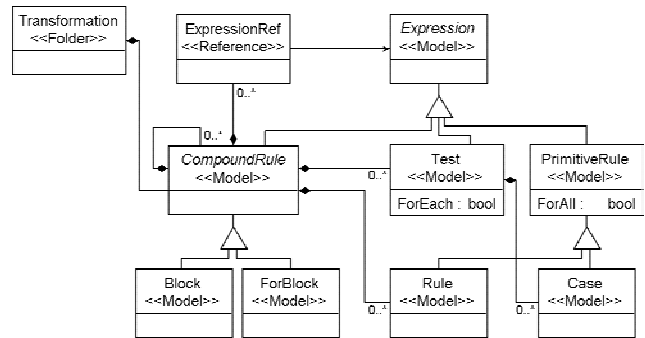 Transformation
<<Folder>>
ExpressionRef
<<Reference>>
Expression
<<Model>>
0..*
0..*
CompoundRule
<<Model>>
0..*
Test
<<Model>>
ForEach : bool
PrimitiveRule
<<Model>>
ForAll : bool
Block
<<Model>>
ForBlock
<<Model>>
0..*
Rule
<<Model>>
0..*
Case
<<Model>>